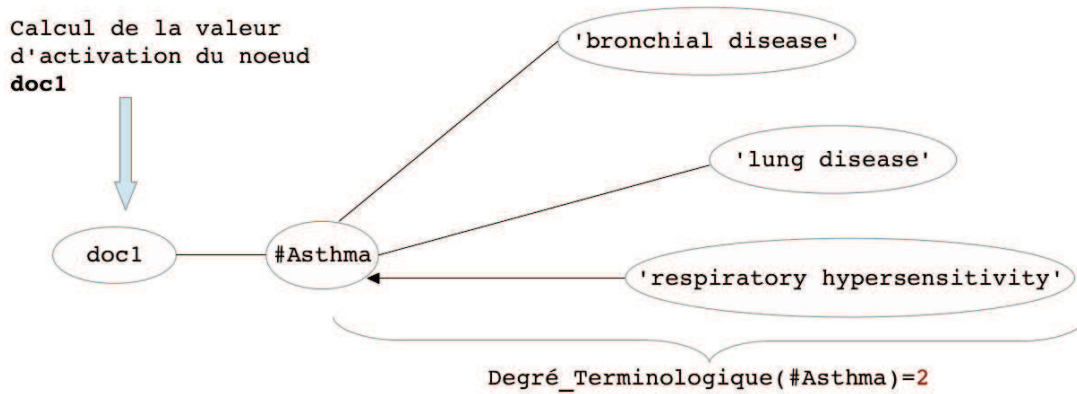 Calcul de la valeur
d'activation du noeud
doc1
'bronchial disease'
'lung disease'
doc1
#Asthma
'respiratory hypersensitivity'
Degré_Terminologique(#Asthma)=2